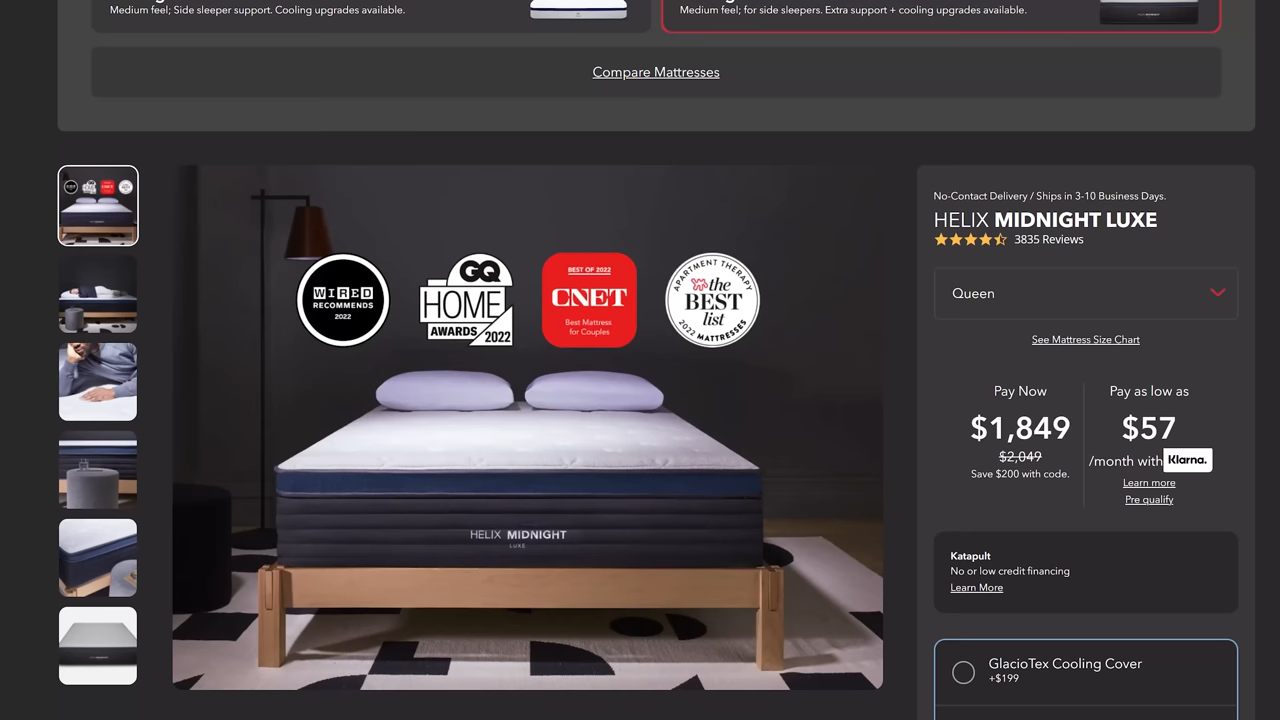 Medium feel; Side sleeper support. Cooling upgrades available.
Medium feel; for side sleepers. Extra support + cooling upgrades available.
Compare Mattresses
WIRED
RECOMMENDS
2022
GQ
HOME
AWARDS 2022
BEST OF 2022
CNET
Best Mattress
for Couples
APARTMENT THERAPY
the
BEST
list
2022 MATTRESSES
HELIX MIDNIGHT
LUXE
No-Contact Delivery / Ships in 3-10 Business Days.
HELIX MIDNIGHT LUXE
3835 Reviews
Queen
See Mattress Size Chart
Pay Now
$1,849
$2,049
Save $200 with code.
Pay as low as
$57
/month with Klarna.
Learn more
Pre qualify
Katapult
No or low credit financing
Learn More
GlacioTex Cooling Cover
+$199